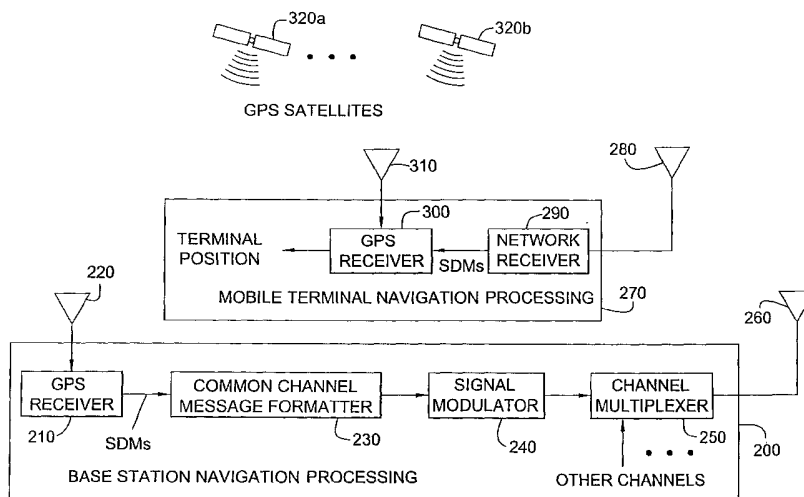 320a
320b
GPS SATELLITES
310
280
300
290
TERMINAL
POSITION
GPS
RECEIVER
SDMs
NETWORK
RECEIVER
MOBILE TERMINAL NAVIGATION PROCESSING
270
220
260
GPS
RECEIVER
210
SDMs
COMMON CHANNEL
MESSAGE FORMATTER
230
SIGNAL
MODULATOR
240
CHANNEL
MULTIPLEXER
250
200
BASE STATION NAVIGATION PROCESSING
OTHER CHANNELS